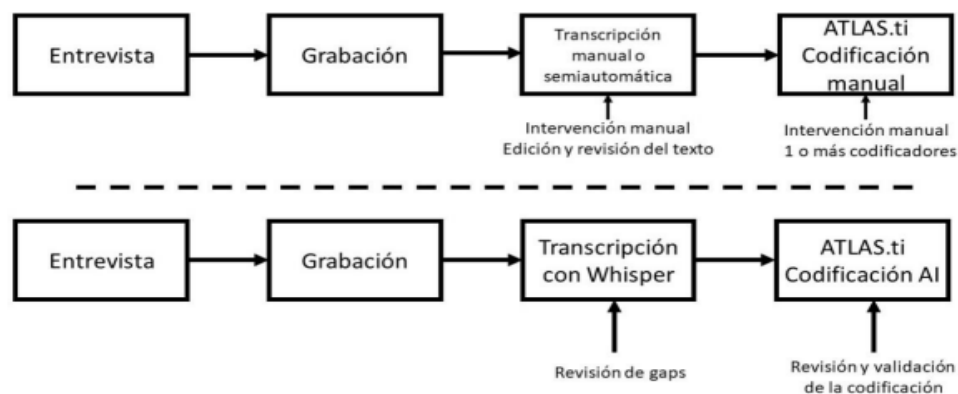 Entrevista
Grabación
Transcripción
manual o
semiautomática
ATLAS.ti
Codificación
manual
Intervención manual
Edición y revisión del texto
Intervención manual
1 o más codificadores
Entrevista
Grabación
Transcripción
con Whisper
ATLAS.ti
Codificación AI
Revisión de gaps
Revisión y validación
de la codificación